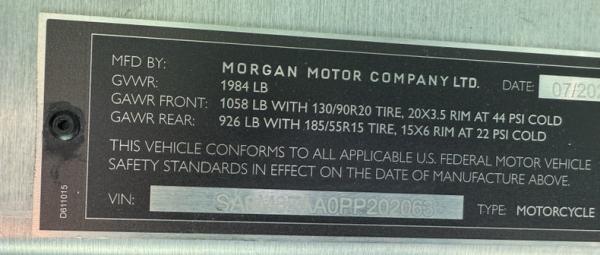 MFD BY: MORGAN MOTOR COMPANY LTD. DATE: 07/202
GVWR: 1984 LB
GAWR FRONT: 1058 LB WITH 130/90R20 TIRE, 20X3.5 RIM AT 44 PSI COLD
GAWR REAR: 926 LB WITH 185/55R15 TIRE, 15X6 RIM AT 22 PSI COLD
THIS VEHICLE CONFORMS TO ALL APPLICABLE U.S. FEDERAL MOTOR VEHICLE
SAFETY STANDARDS IN EFFECT ON THE DATE OF MANUFACTURE ABOVE.
VIN: TYPE: MOTORCYCLE
D611015